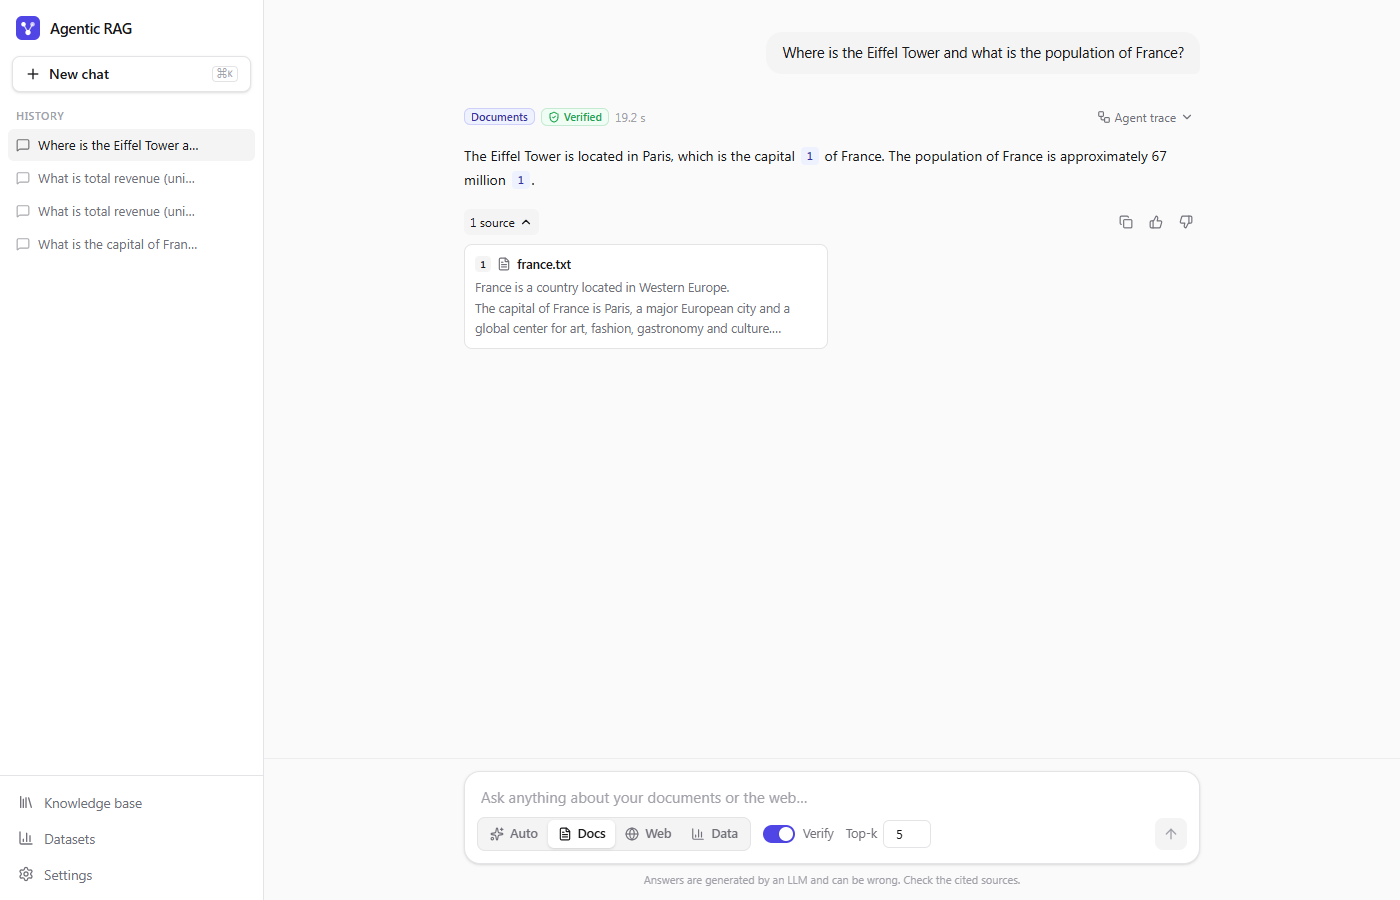 Agentic RAG
New chat
⌘K
HISTORY
Where is the Eiffel Tower a...
What is total revenue (uni...
What is total revenue (uni...
What is the capital of Fran...
Knowledge base
Datasets
Settings
Where is the Eiffel Tower and what is the population of France?
Documents
Verified
19.2 s
Agent trace
The Eiffel Tower is located in Paris, which is the capital 1 of France. The population of France is approximately 67
million 1 .
1 source
1 france.txt
France is a country located in Western Europe.
The capital of France is Paris, a major European city and a
global center for art, fashion, gastronomy and culture....
Ask anything about your documents or the web...
Auto
Docs
Web
Data
Verify
Top-k
5
Answers are generated by an LLM and can be wrong. Check the cited sources.